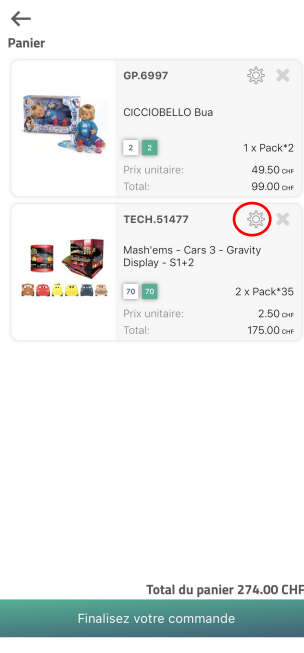 Panier
GP.6997
CICCIOBELLO Bua
2 2 1 x Pack*2
Prix unitaire: 49.50 CHF
Total: 99.00 CHF
TECH.51477
Mash'ems - Cars 3 - Gravity
Display - S1+2
70 70 2 x Pack*35
Prix unitaire: 2.50 CHF
Total: 175.00 CHF
Total du panier 274.00 CHF
Finalisez votre commande